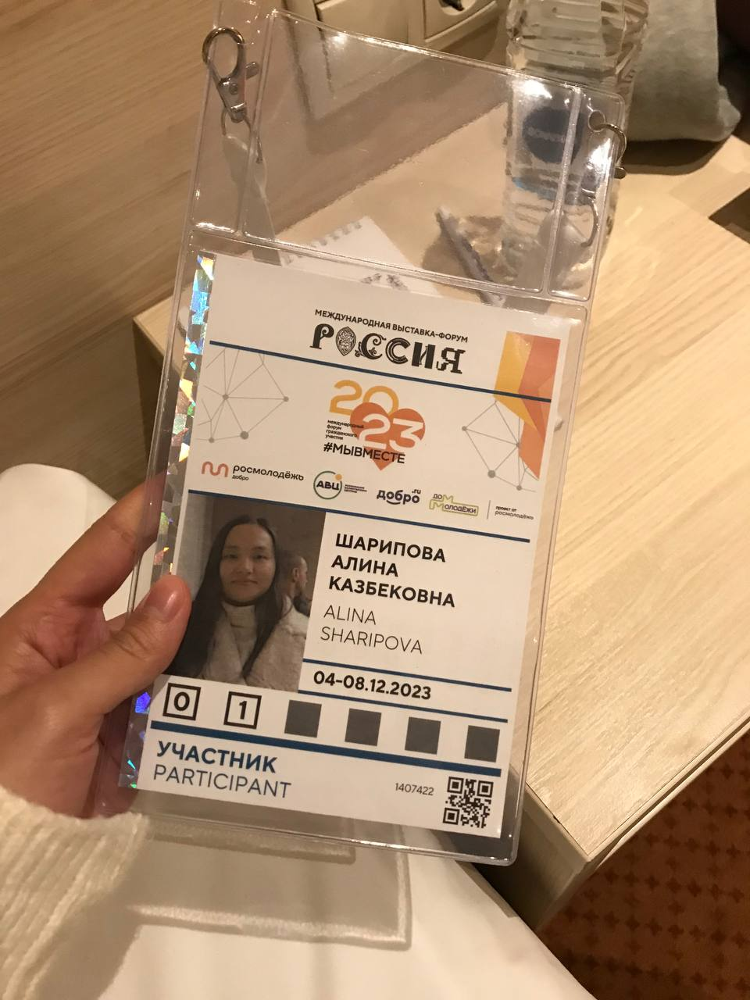 МЕЖДУНАРОДНАЯ ВЫСТАВКА-ФОРУМ
РОССИЯ
2023
международный
форум
гражданского
участия
#МЫВМЕСТЕ
росмолодёжь
добро
АВЦ
добро.ru
ДОМ
МОЛОДЁЖИ
проект от
росмолодёжь
ШАРИПОВА
АЛИНА
КАЗБЕКОВНА
ALINA
SHARIPOVA
04-08.12.2023
0 1
УЧАСТНИК
PARTICIPANT
1407422